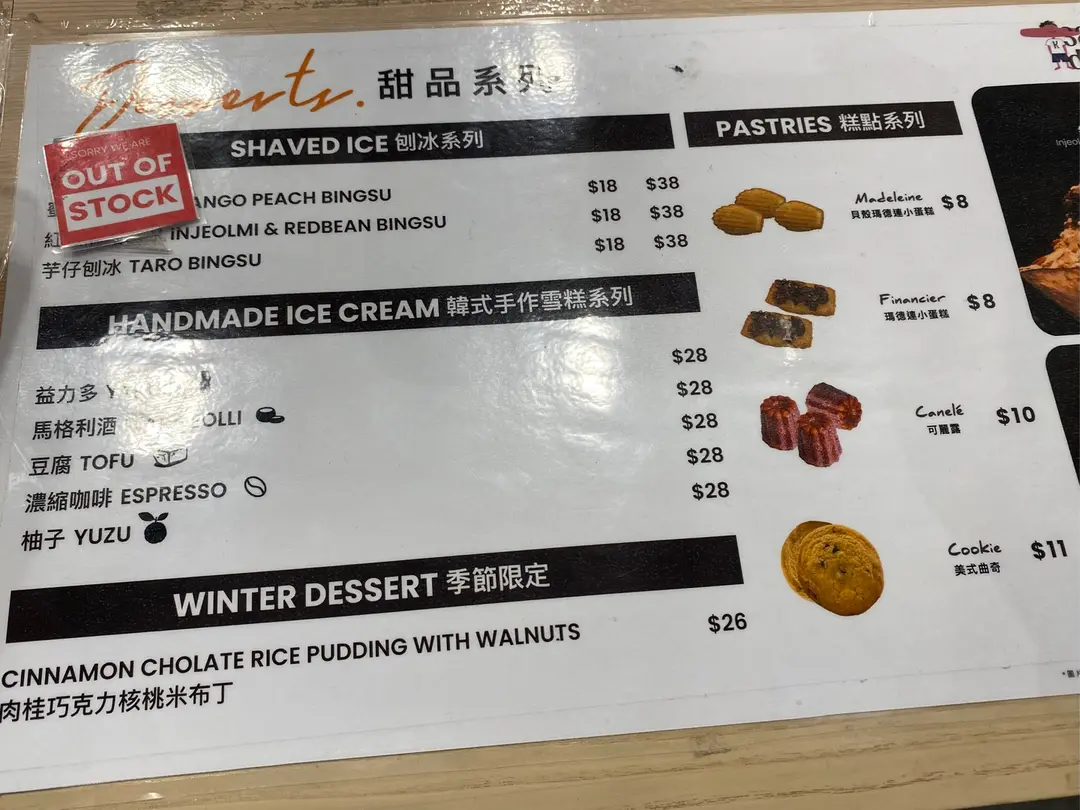 Desserts. 甜品系列
SORRY WE ARE
OUT OF
STOCK
SHAVED ICE 刨冰系列
ANGO PEACH BINGSU $18 $38
紅 INJEOLMI & REDBEAN BINGSU $18 $38
芋仔刨冰 TARO BINGSU $18 $38
HANDMADE ICE CREAM 韓式手作雪糕系列
益力多 $28
馬格利酒 OLLI $28
豆腐 TOFU $28
濃縮咖啡 ESPRESSO $28
柚子 YUZU $28
WINTER DESSERT 季節限定
CINNAMON CHOLATE RICE PUDDING WITH WALNUTS $26
肉桂巧克力核桃米布丁
PASTRIES 糕點系列
Madeleine $8
貝殼瑪德連小蛋糕
Financier $8
瑪德連小蛋糕
Canelé $10
可麗露
Cookie $11
美式曲奇